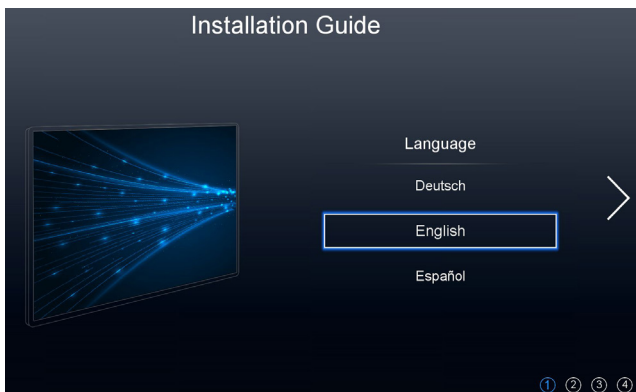 Installation Guide
Language
Deutsch
English
Español
1 2 3 4